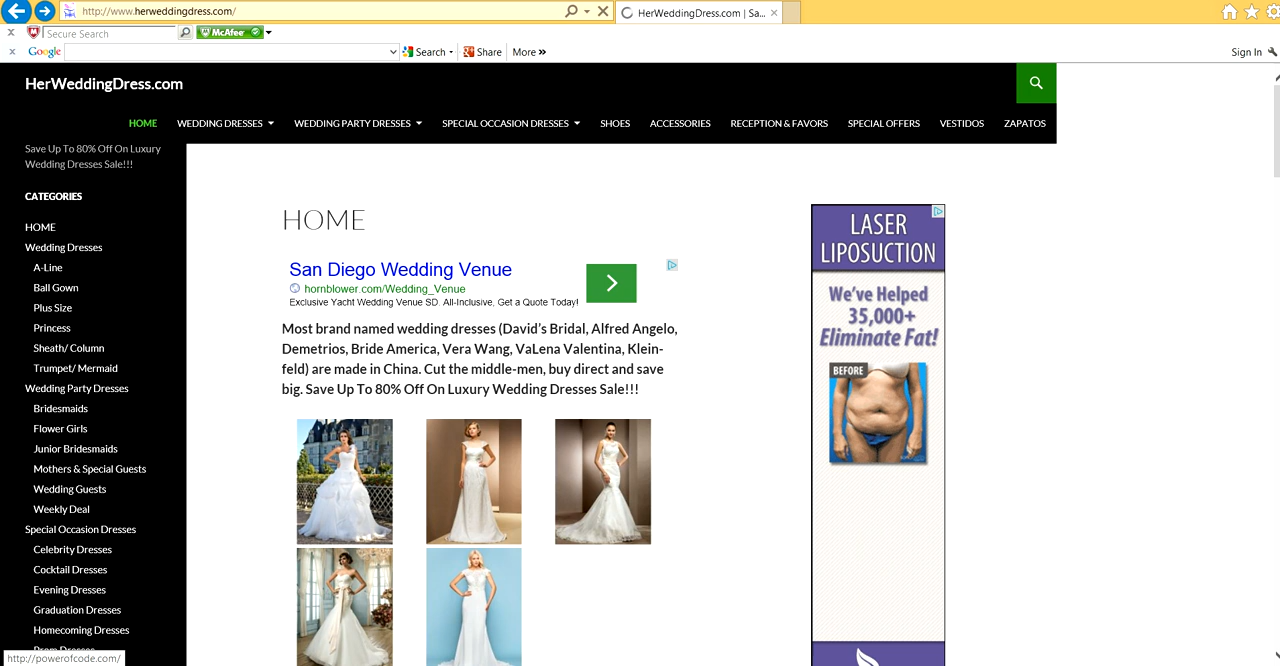 http://www.herweddingdress.com/
HerWeddingDress.com | Sa...
Secure Search
McAfee
Google
Search
Share
More »
Sign In
HerWeddingDress.com
HOME
WEDDING DRESSES
WEDDING PARTY DRESSES
SPECIAL OCCASION DRESSES
SHOES
ACCESSORIES
RECEPTION & FAVORS
SPECIAL OFFERS
VESTIDOS
ZAPATOS
Save Up To 80% Off On Luxury
Wedding Dresses Sale!!!
CATEGORIES
HOME
Wedding Dresses
A-Line
Ball Gown
Plus Size
Princess
Sheath/ Column
Trumpet/ Mermaid
Wedding Party Dresses
Bridesmaids
Flower Girls
Junior Bridesmaids
Mothers & Special Guests
Wedding Guests
Weekly Deal
Special Occasion Dresses
Celebrity Dresses
Cocktail Dresses
Evening Dresses
Graduation Dresses
Homecoming Dresses
http://powerofcode.com/
HOME
San Diego Wedding Venue
hornblower.com/Wedding_Venue
Exclusive Yacht Wedding Venue SD. All-Inclusive, Get a Quote Today!
Most brand named wedding dresses (David's Bridal, Alfred Angelo,
Demetrios, Bride America, Vera Wang, VaLena Valentina, Klein-
feld) are made in China. Cut the middle-men, buy direct and save
big. Save Up To 80% Off On Luxury Wedding Dresses Sale!!!
LASER
LIPOSUCTION
We've Helped
35,000+
Eliminate Fat!
BEFORE